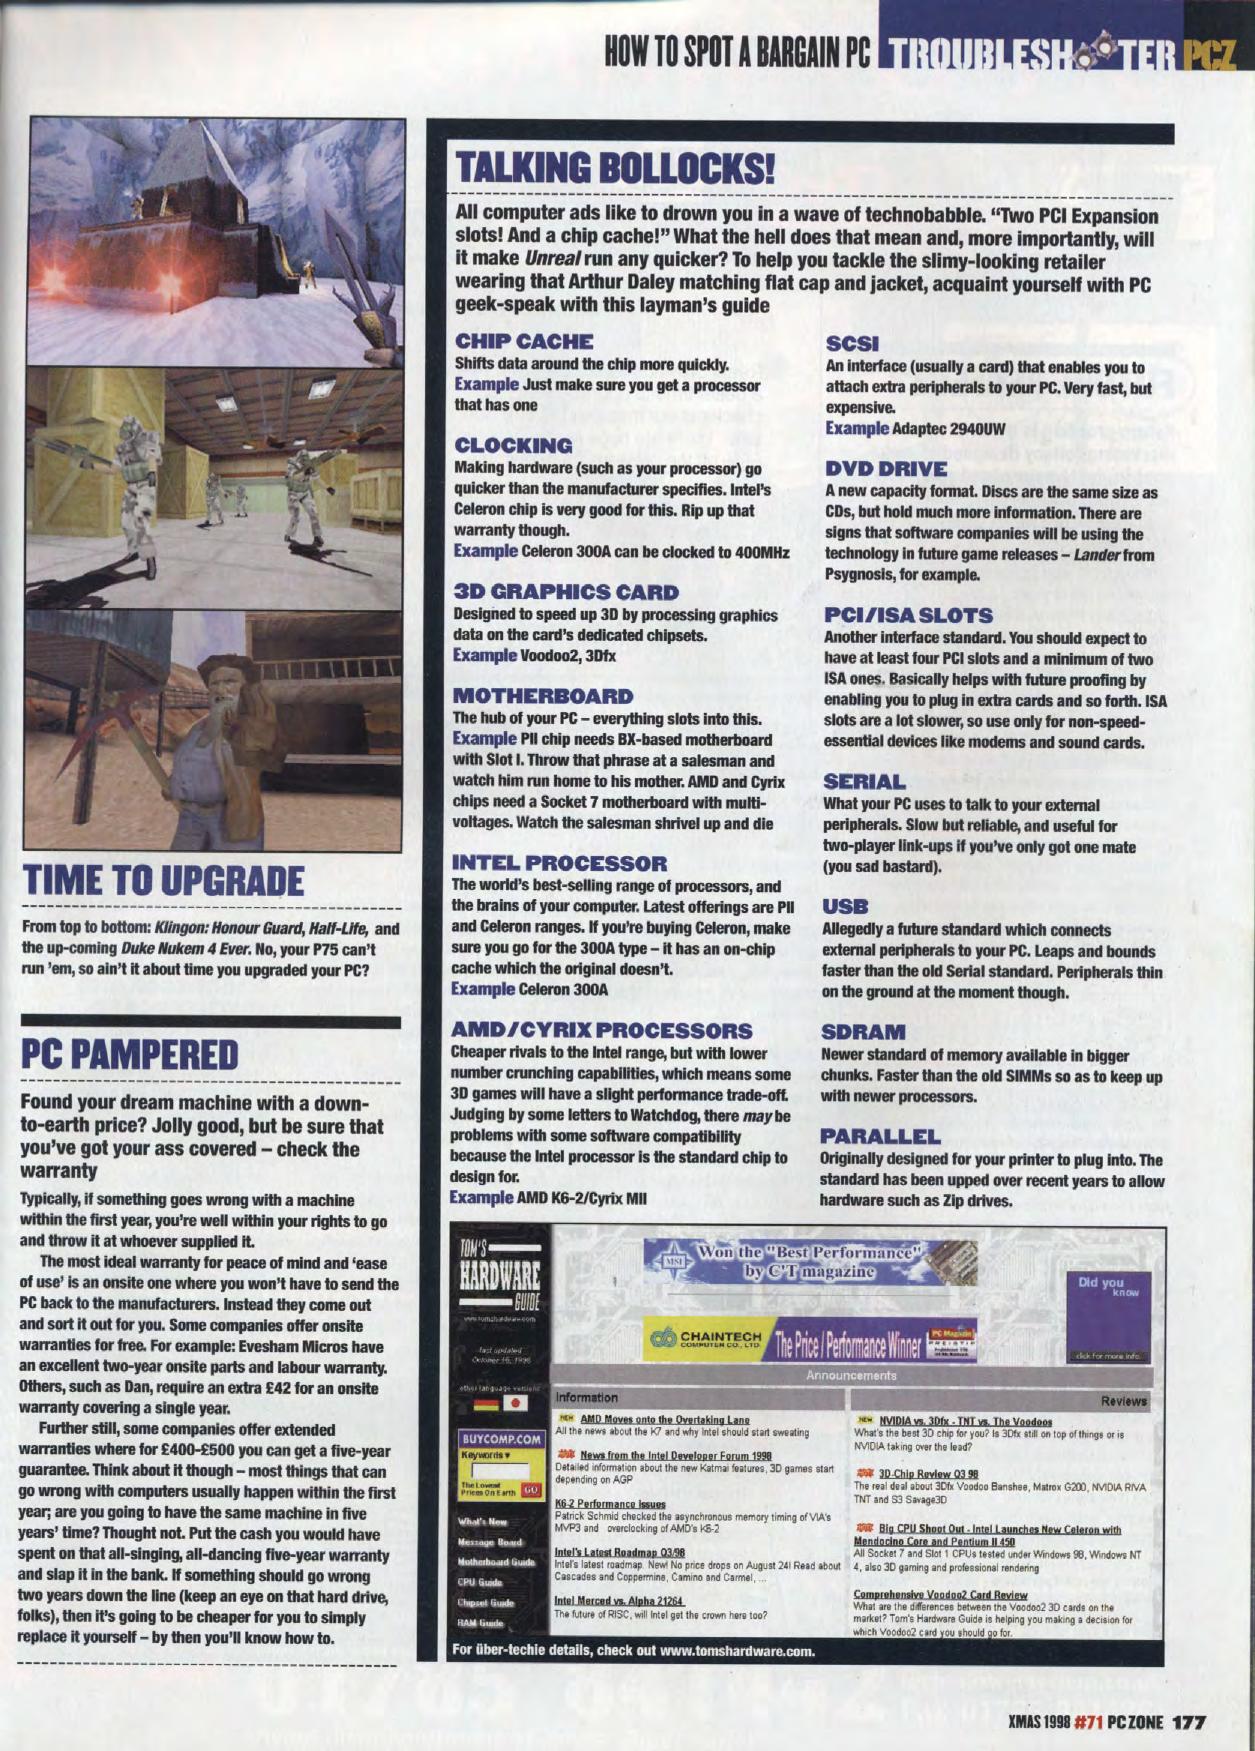 HOW TO SPOT A BARGAIN PC TROUBLESHOOTER PCZ
TIME TO UPGRADE
From top to bottom: Klingon: Honour Guard, Half-Life, and
the up-coming Duke Nukem 4 Ever. No, your P75 can't
run 'em, so ain't it about time you upgraded your PC?
PC PAMPERED
Found your dream machine with a down-
to-earth price? Jolly good, but be sure that
you've got your ass covered – check the
warranty
Typically, if something goes wrong with a machine
within the first year, you're well within your rights to go
and throw it at whoever supplied it.
The most ideal warranty for peace of mind and 'ease
of use' is an onsite one where you won't have to send the
PC back to the manufacturers. Instead they come out
and sort it out for you. Some companies offer onsite
warranties for free. For example: Evesham Micros have
an excellent two-year onsite parts and labour warranty.
Others, such as Dan, require an extra £42 for an onsite
warranty covering a single year.
Further still, some companies offer extended
warranties where for £400-£500 you can get a five-year
guarantee. Think about it though – most things that can
go wrong with computers usually happen within the first
year; are you going to have the same machine in five
years' time? Thought not. Put the cash you would have
spent on that all-singing, all-dancing five-year warranty
and slap it in the bank. If something should go wrong
two years down the line (keep an eye on that hard drive,
folks), then it's going to be cheaper for you to simply
replace it yourself – by then you'll know how to.
TALKING BOLLOCKS!
All computer ads like to drown you in a wave of technobabble. "Two PCI Expansion
slots! And a chip cache!" What the hell does that mean and, more importantly, will
it make Unreal run any quicker? To help you tackle the slimy-looking retailer
wearing that Arthur Daley matching flat cap and jacket, acquaint yourself with PC
geek-speak with this layman's guide
CHIP CACHE
Shifts data around the chip more quickly.
Example Just make sure you get a processor
that has one
CLOCKING
Making hardware (such as your processor) go
quicker than the manufacturer specifies. Intel's
Celeron chip is very good for this. Rip up that
warranty though.
Example Celeron 300A can be clocked to 400MHz
3D GRAPHICS CARD
Designed to speed up 3D by processing graphics
data on the card's dedicated chipsets.
Example Voodoo2, 3Dfx
MOTHERBOARD
The hub of your PC – everything slots into this.
Example PII chip needs BX-based motherboard
with Slot I. Throw that phrase at a salesman and
watch him run home to his mother. AMD and Cyrix
chips need a Socket 7 motherboard with multi-
voltages. Watch the salesman shrivel up and die
INTEL PROCESSOR
The world's best-selling range of processors, and
the brains of your computer. Latest offerings are PII
and Celeron ranges. If you're buying Celeron, make
sure you go for the 300A type – it has an on-chip
cache which the original doesn't.
Example Celeron 300A
AMD/CYRIX PROCESSORS
Cheaper rivals to the Intel range, but with lower
number crunching capabilities, which means some
3D games will have a slight performance trade-off.
Judging by some letters to Watchdog, there may be
problems with some software compatibility
because the Intel processor is the standard chip to
design for.
Example AMD K6-2/Cyrix MII
SCSI
An interface (usually a card) that enables you to
attach extra peripherals to your PC. Very fast, but
expensive.
Example Adaptec 2940UW
DVD DRIVE
A new capacity format. Discs are the same size as
CDs, but hold much more information. There are
signs that software companies will be using the
technology in future game releases – Lander from
Psygnosis, for example.
PCI/ISA SLOTS
Another interface standard. You should expect to
have at least four PCI slots and a minimum of two
ISA ones. Basically helps with future proofing by
enabling you to plug in extra cards and so forth. ISA
slots are a lot slower, so use only for non-speed-
essential devices like modems and sound cards.
SERIAL
What your PC uses to talk to your external
peripherals. Slow but reliable, and useful for
two-player link-ups if you've only got one mate
(you sad bastard).
USB
Allegedly a future standard which connects
external peripherals to your PC. Leaps and bounds
faster than the old Serial standard. Peripherals thin
on the ground at the moment though.
SDRAM
Newer standard of memory available in bigger
chunks. Faster than the old SIMMs so as to keep up
with newer processors.
PARALLEL
Originally designed for your printer to plug into. The
standard has been upped over recent years to allow
hardware such as Zip drives.
TOM'S
HARDWARE
GUIDE
www.tomshardware.com
last updated
October 16, 1998
other language versions
BUYCOMP.COM
Keywords
The Lowest
Prices On Earth GO
What's New
Message Board
Motherboard Guide
CPU Guide
Chipset Guide
RAM Guide
MSI Won the "Best Performance"
by C'T magazine
CHAINTECH
COMPUTER CO., LTD.
The Price / Performance Winner
PC Magazin
Did you
know
click for more info.
Announcements
Information
NEW AMD Moves onto the Overtaking Lane
All the news about the K7 and why Intel should start sweating
News from the Intel Developer Forum 1998
Detailed information about the new Katmai features, 3D games start
depending on AGP
K6-2 Performance Issues
Patrick Schmid checked the asynchronous memory timing of VIA's
MVP3 and overclocking of AMD's K6-2
Intel's Latest Roadmap Q3/98
Intel's latest roadmap. New! No price drops on August 24! Read about
Cascades and Coppermine, Camino and Carmel, ...
Intel Merced vs. Alpha 21264
The future of RISC, will Intel get the crown here too?
Reviews
NEW NVIDIA vs. 3Dfx - TNT vs. The Voodoos
What's the best 3D chip for you? Is 3Dfx still on top of things or is
NVIDIA taking over the lead?
3D-Chip Review Q3 98
The real deal about 3Dfx Voodoo Banshee, Matrox G200, NVIDIA RIVA
TNT and S3 Savage3D
Big CPU Shoot Out - Intel Launches New Celeron with
Mendocino Core and Pentium II 450
All Socket 7 and Slot 1 CPUs tested under Windows 98, Windows NT
4, also 3D gaming and professional rendering
Comprehensive Voodoo2 Card Review
What are the differences between the Voodoo2 3D cards on the
market? Tom's Hardware Guide is helping you making a decision for
which Voodoo2 card you should go for.
For über-techie details, check out www.tomshardware.com.
XMAS 1998 #71 PC ZONE 177